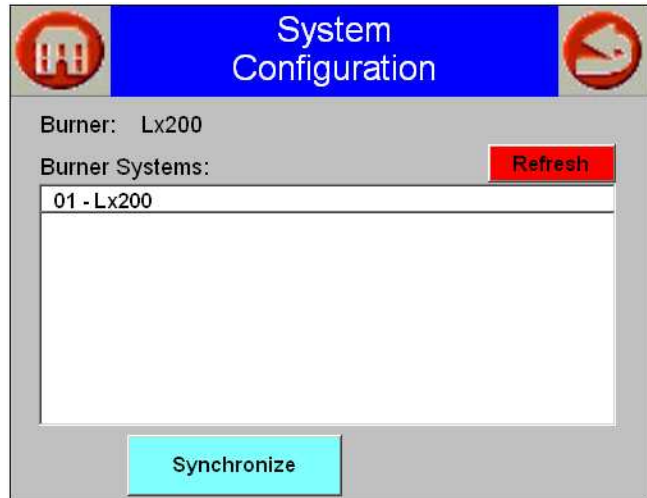 System
Configuration
Burner: Lx200
Burner Systems:
Refresh
01 - Lx200
Synchronize